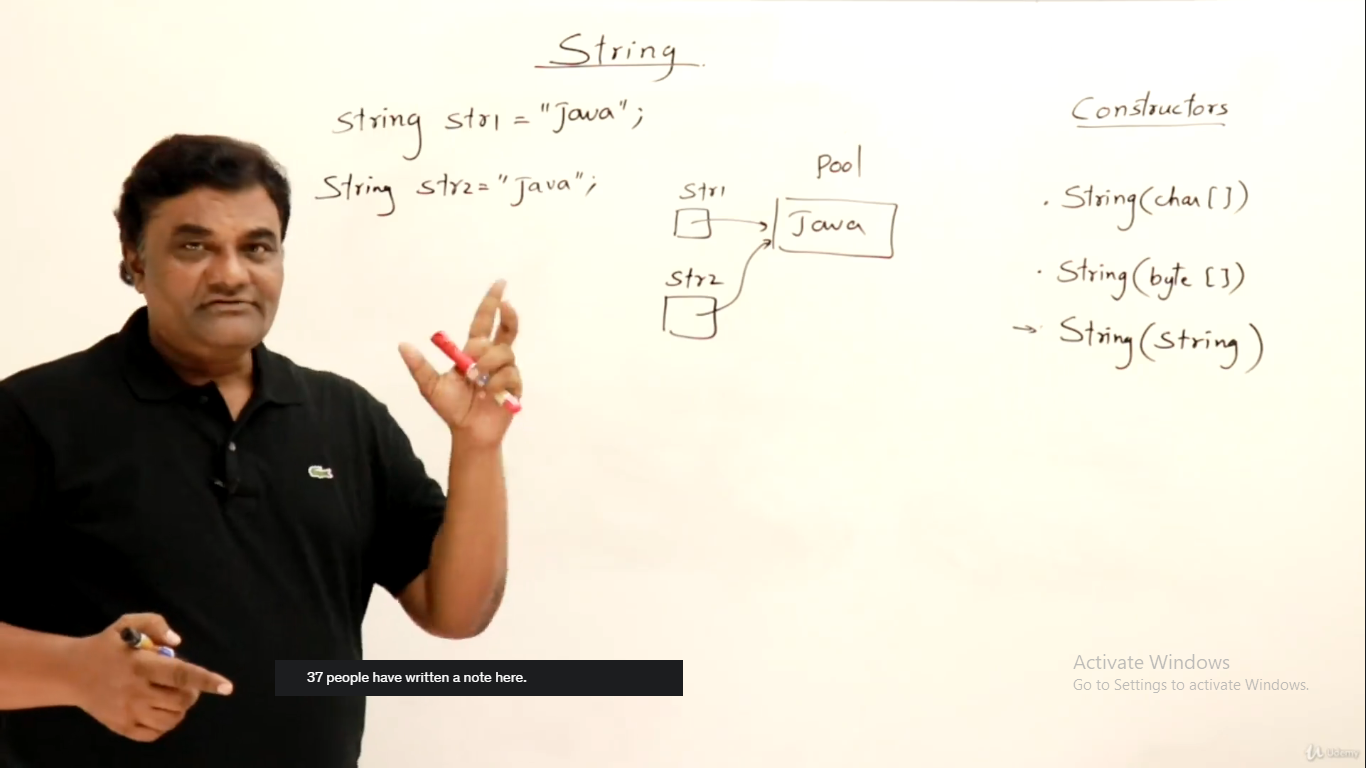 String
String str1 = "Java";
String str2 = "Java";
Pool
Str1
Java
Str2
Constructors
. String(char [])
. String(byte [])
→ String(String)
37 people have written a note here.
Activate Windows
Go to Settings to activate Windows.
Udemy